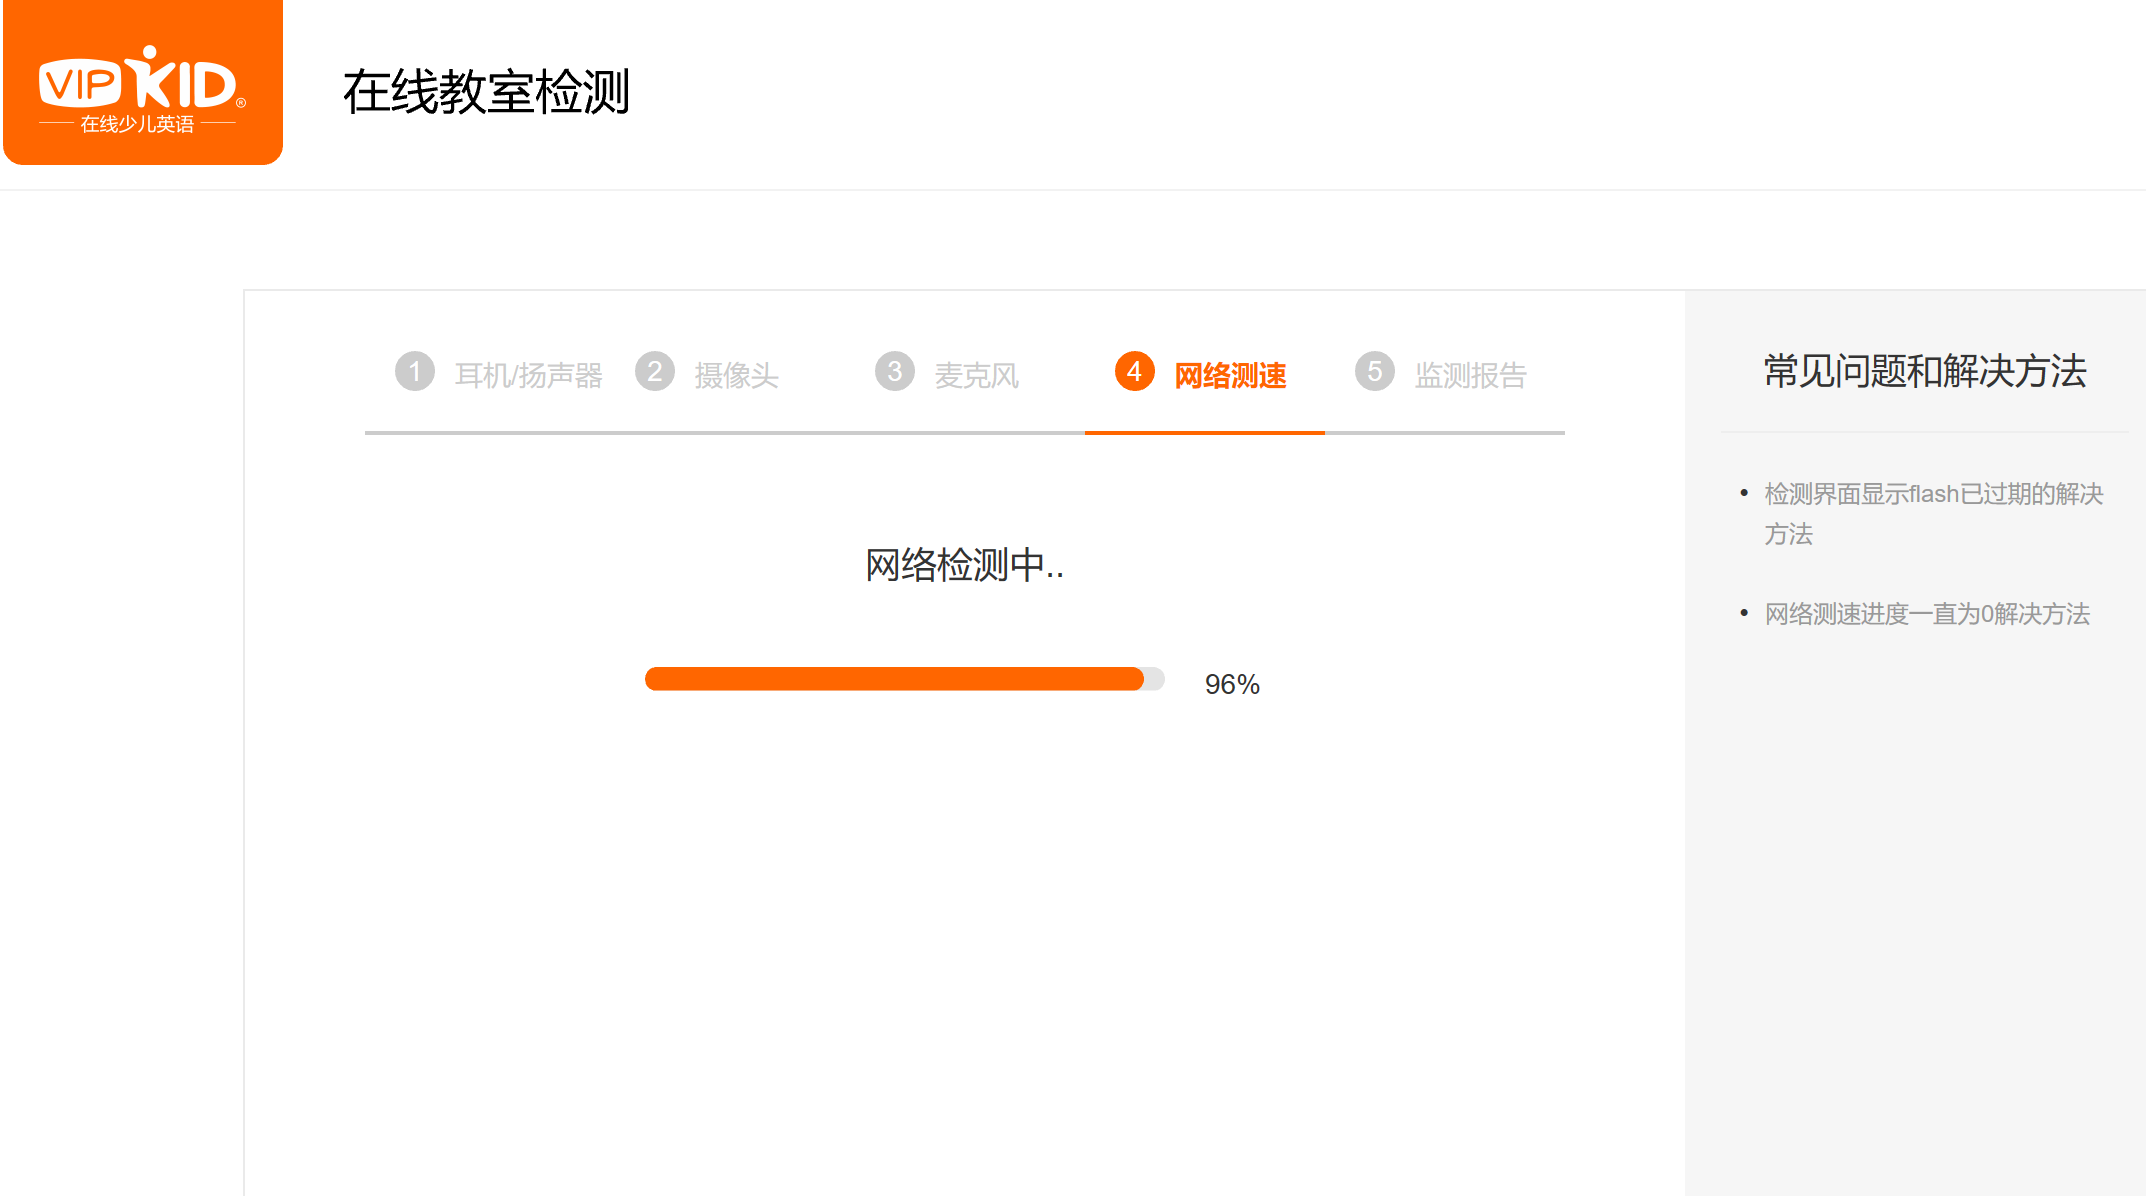 VIPKID®
在线少儿英语
在线教室检测
1 耳机/扬声器 2 摄像头 3 麦克风 4 网络测速 5 监测报告
网络检测中..
96%
常见问题和解决方法
• 检测界面显示flash已过期的解决
方法
• 网络测速进度一直为0解决方法